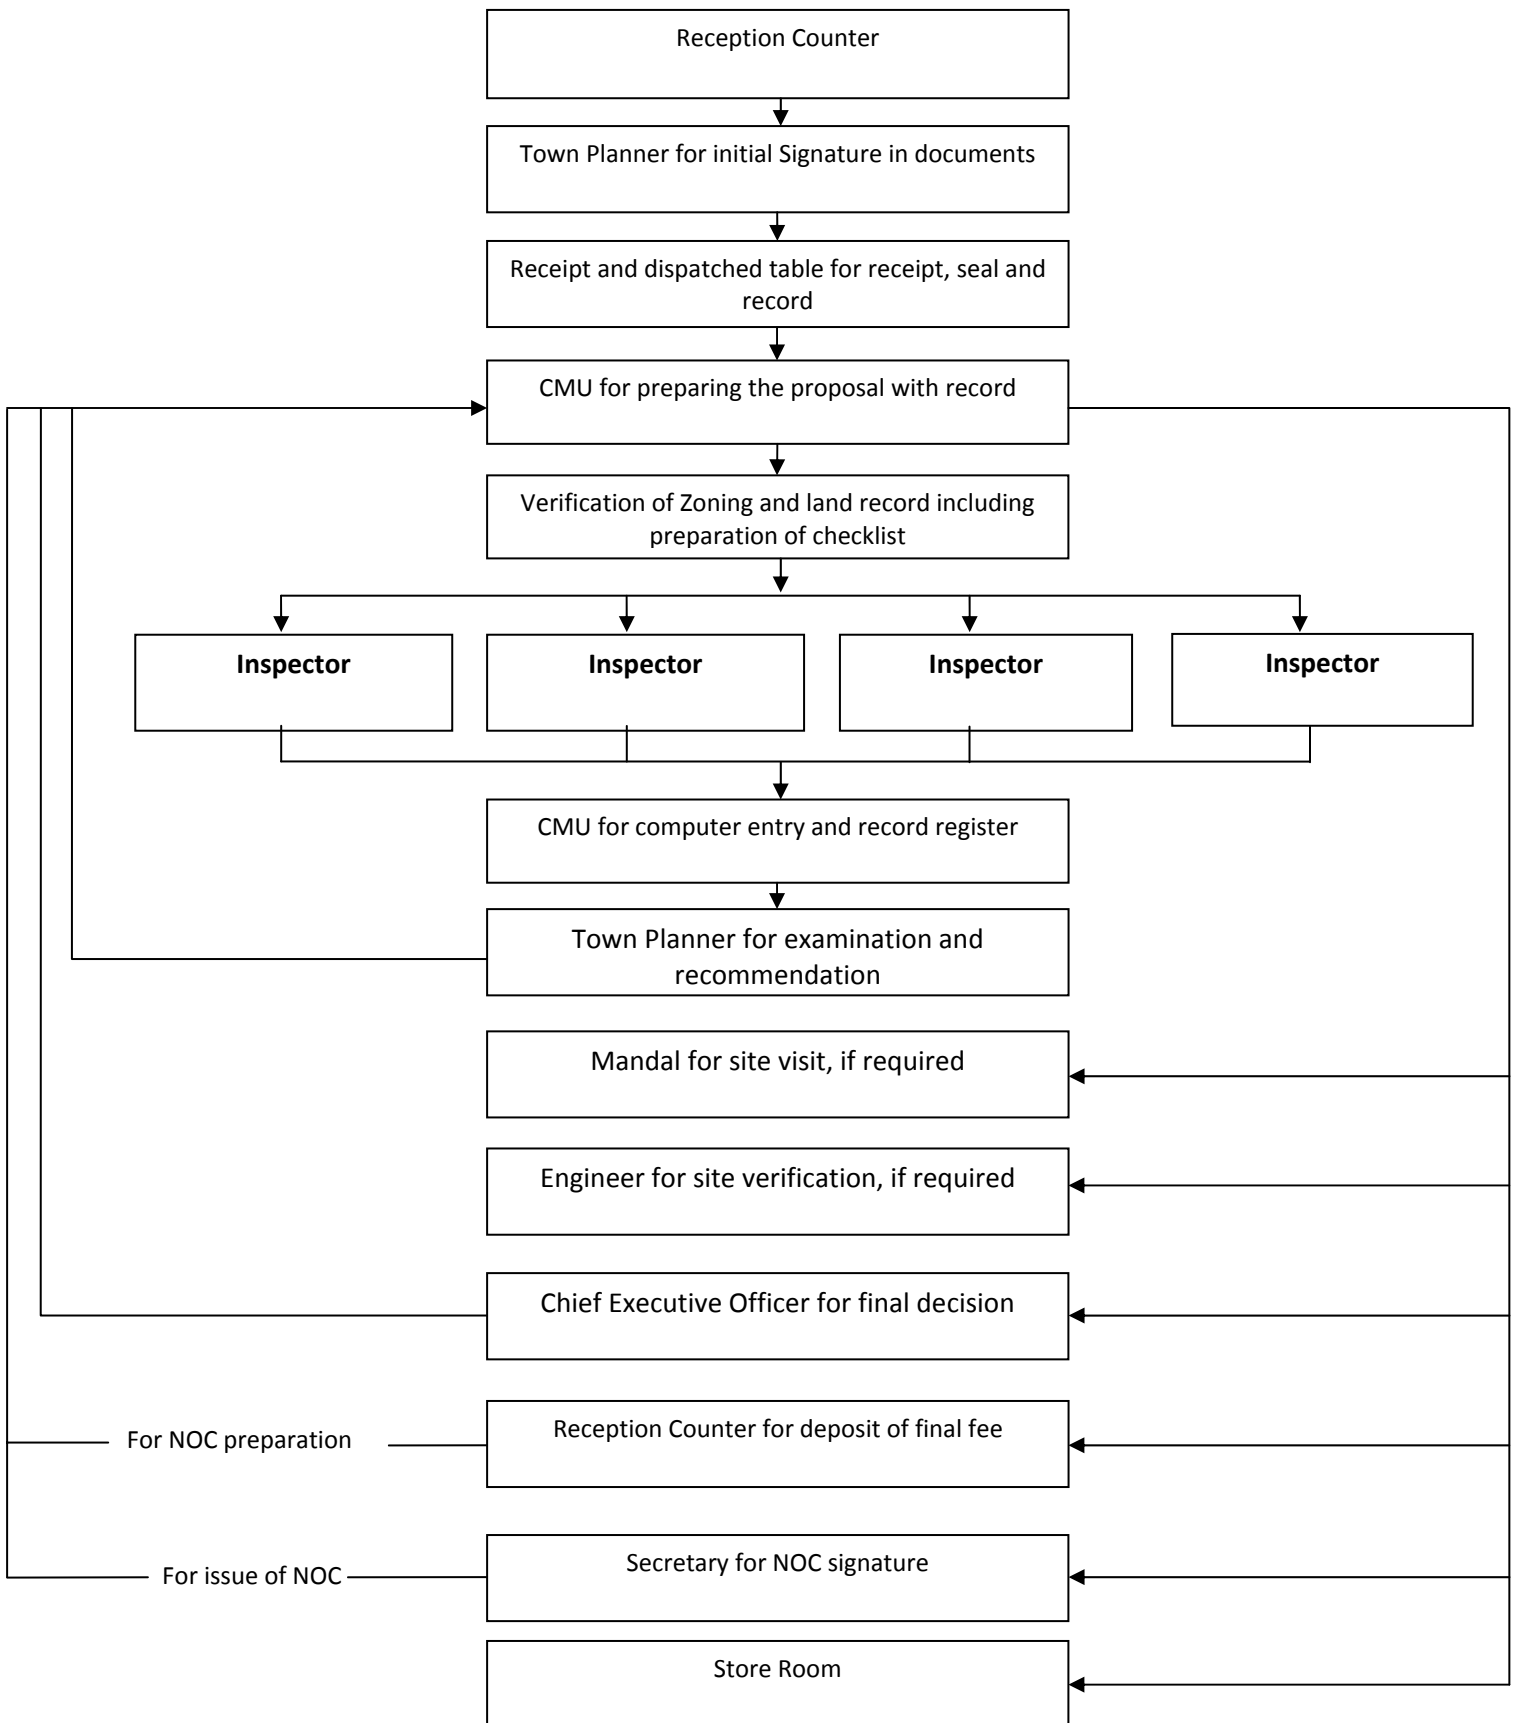 Reception Counter
Town Planner for initial Signature in documents
Receipt and dispatched table for receipt, seal and
record
CMU for preparing the proposal with record
Verification of Zoning and land record including
preparation of checklist
Inspector
Inspector
Inspector
Inspector
CMU for computer entry and record register
Town Planner for examination and
recommendation
Mandal for site visit, if required
Engineer for site verification, if required
Chief Executive Officer for final decision
For NOC preparation
Reception Counter for deposit of final fee
For issue of NOC
Secretary for NOC signature
Store Room